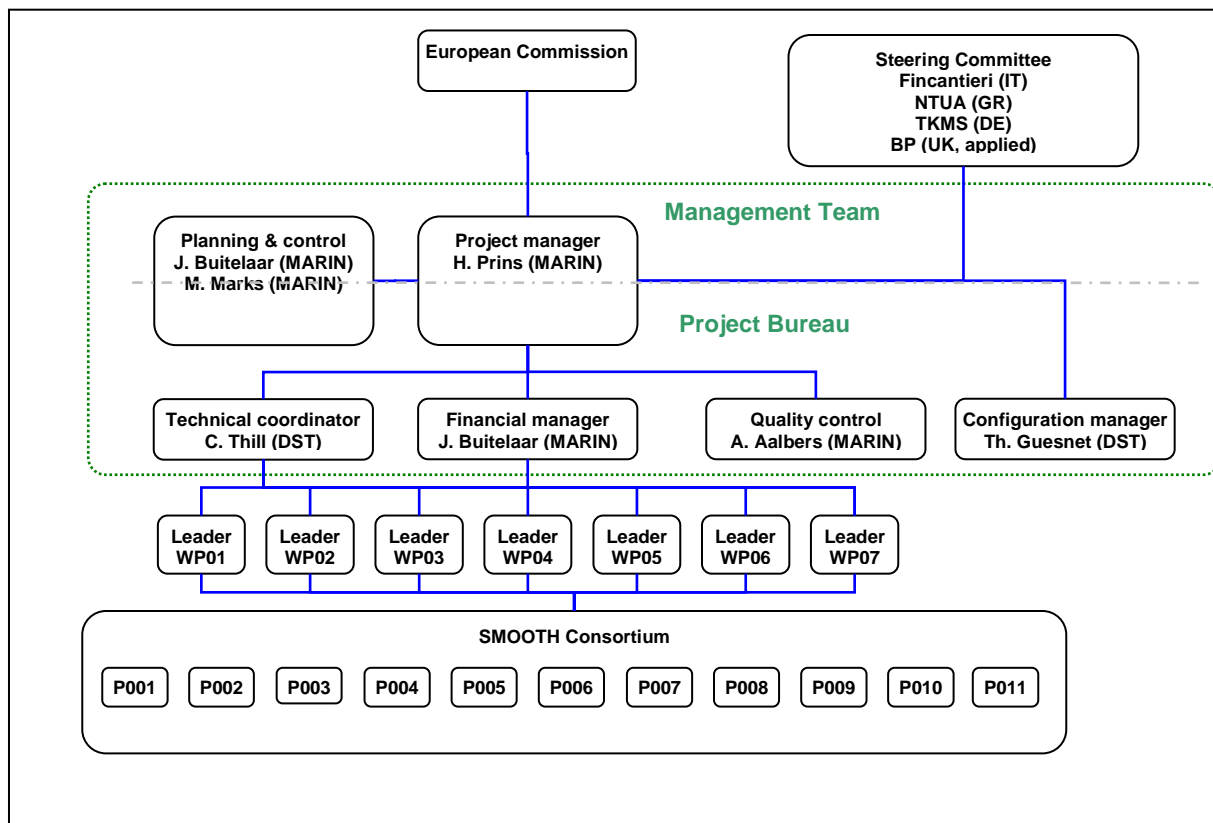 European Commission
Steering Committee
Fincantieri (IT)
NTUA (GR)
TKMS (DE)
BP (UK, applied)
Management Team
Planning & control
J. Buitelaar (MARIN)
M. Marks (MARIN)
Project manager
H. Prins (MARIN)
Project Bureau
Technical coordinator
C. Thill (DST)
Financial manager
J. Buitelaar (MARIN)
Quality control
A. Aalbers (MARIN)
Configuration manager
Th. Guesnet (DST)
Leader
WP01
Leader
WP02
Leader
WP03
Leader
WP04
Leader
WP05
Leader
WP06
Leader
WP07
SMOOTH Consortium
P001
P002
P003
P004
P005
P006
P007
P008
P009
P010
P011